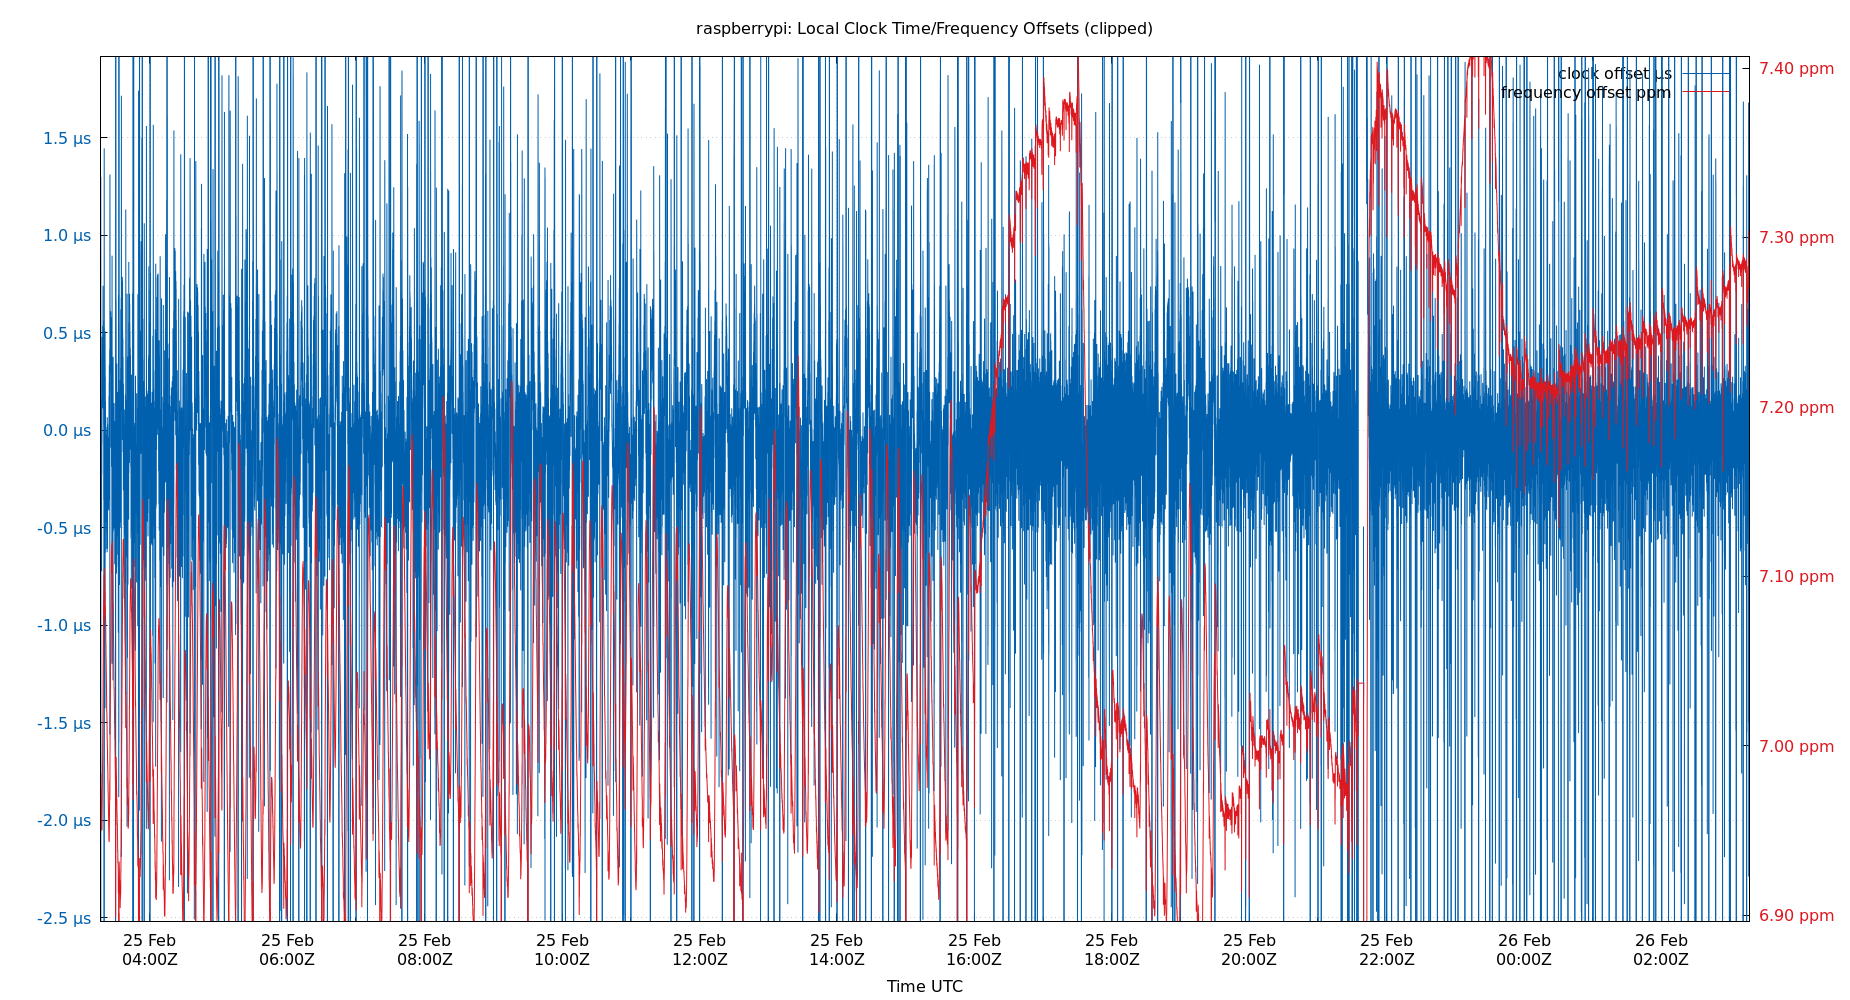 raspberrypi: Local Clock Time/Frequency Offsets (clipped)
clock offset µs
frequency offset ppm
1.5 µs
1.0 µs
0.5 µs
0.0 µs
-0.5 µs
-1.0 µs
-1.5 µs
-2.0 µs
-2.5 µs
7.40 ppm
7.30 ppm
7.20 ppm
7.10 ppm
7.00 ppm
6.90 ppm
25 Feb
04:00Z
25 Feb
06:00Z
25 Feb
08:00Z
25 Feb
10:00Z
25 Feb
12:00Z
25 Feb
14:00Z
25 Feb
16:00Z
25 Feb
18:00Z
25 Feb
20:00Z
25 Feb
22:00Z
26 Feb
00:00Z
26 Feb
02:00Z
Time UTC